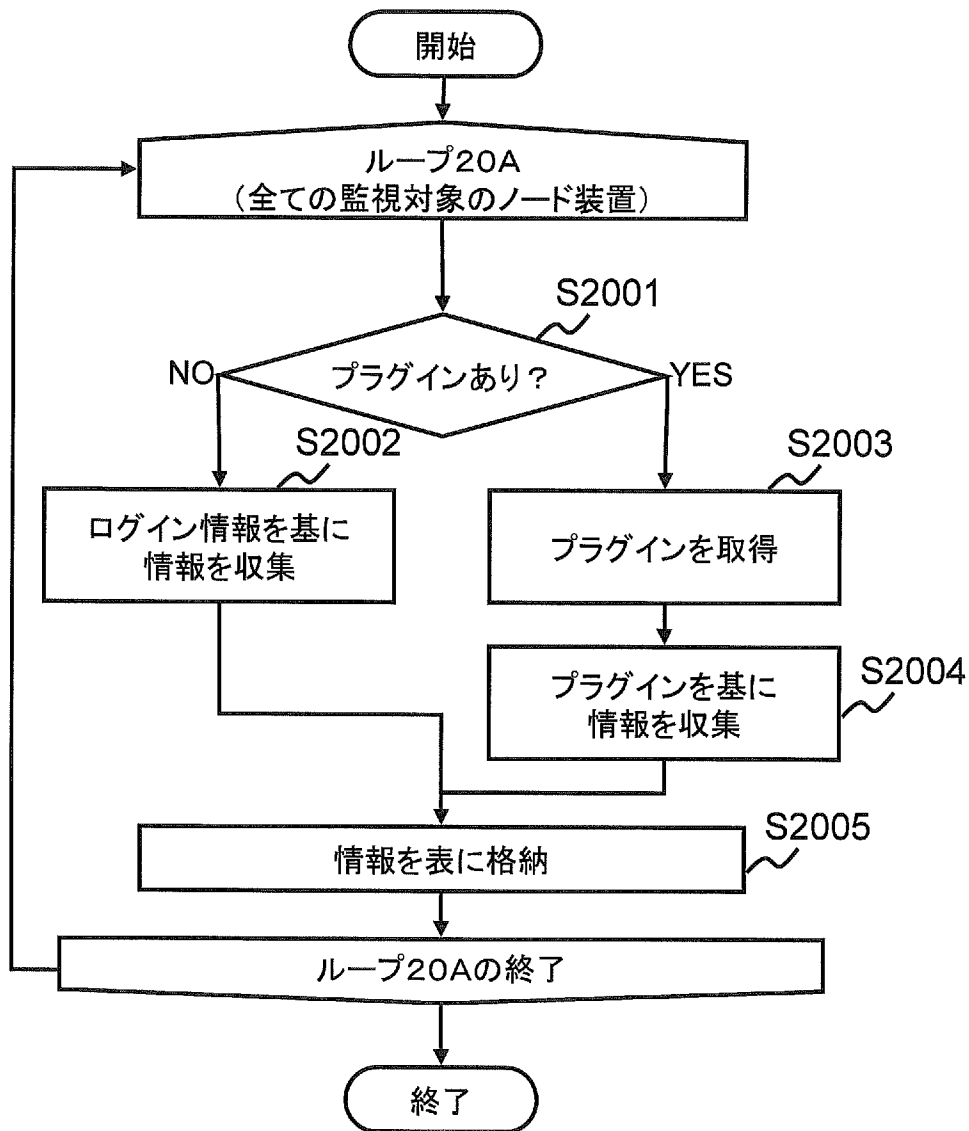 開始
ループ20A
(全ての監視対象のノード装置)
S2001
プラグインあり?
NO
YES
S2002
ログイン情報を基に
情報を収集
S2003
プラグインを取得
S2004
プラグインを基に
情報を収集
S2005
情報を表に格納
ループ20Aの終了
終了